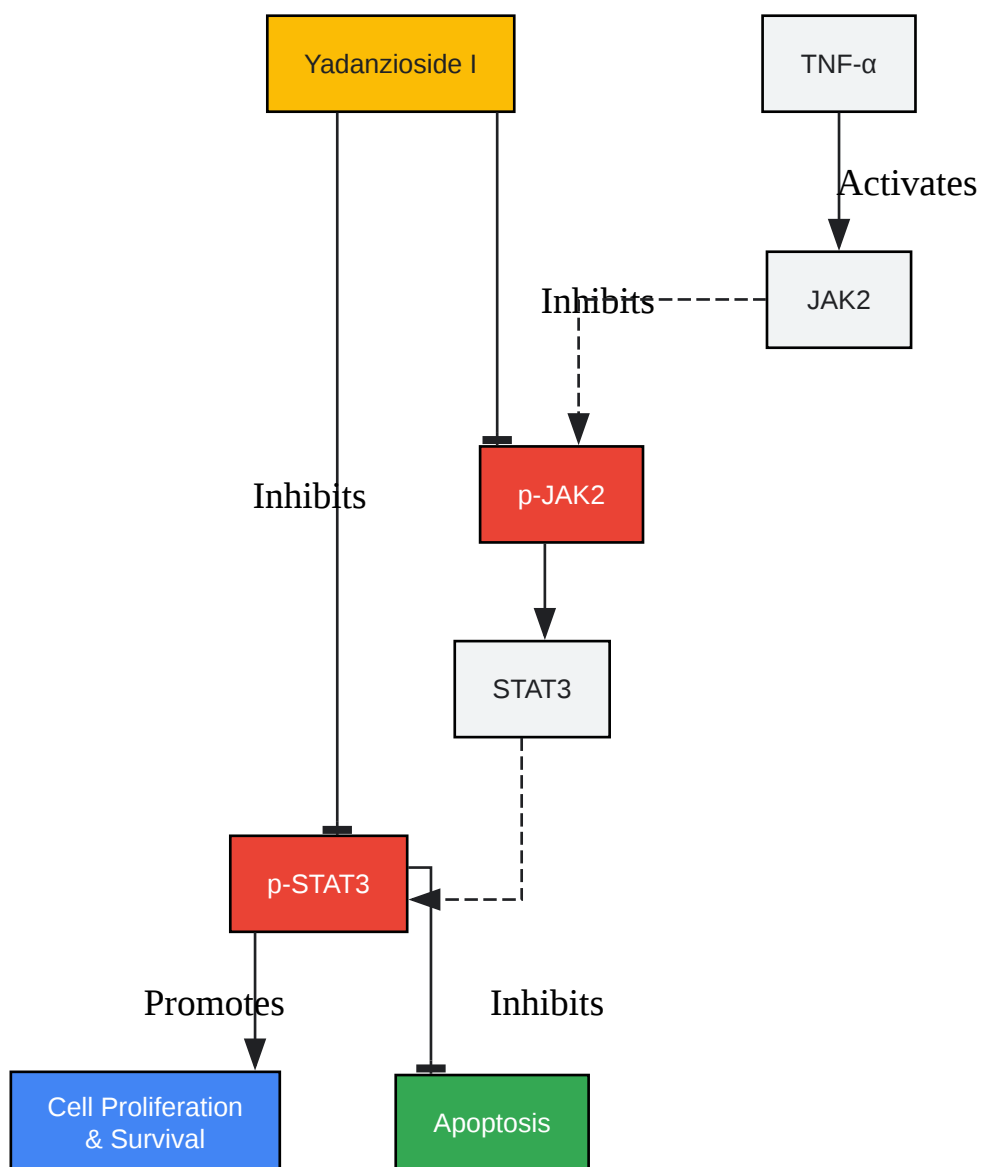 Yadanzioside I
TNF-α
Activates
JAK2
Inhibits
p-JAK2
Inhibits
STAT3
p-STAT3
Promotes
Inhibits
Cell Proliferation
& Survival
Apoptosis